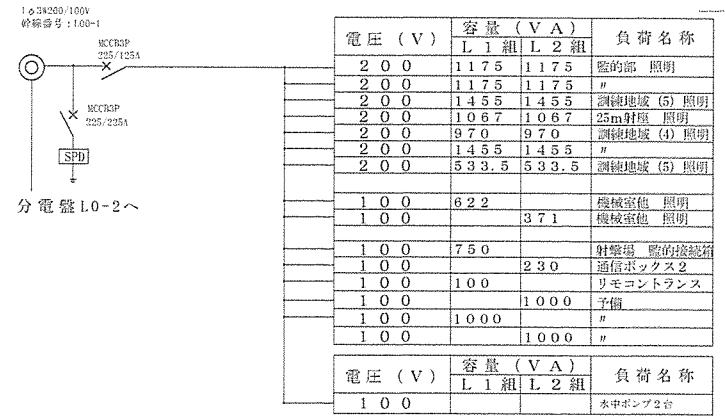 1φ3W200/100V
幹線番号:L00-1
MCCB3P
225/125A
MCCB3P
225/225A
SPD
分電盤L0-2へ
電圧(V) 容量(VA) 負荷名称
L1組 L2組
200 1175 1175 監的部 照明
200 1175 1175 〃
200 1455 1455 訓練地域(5)照明
200 1067 1067 25m射座 照明
200 970 970 訓練地域(4)照明
200 1455 1455 〃
200 533.5 533.5 訓練地域(5)照明
100 622 機械室他 照明
100 371 機械室他 照明
100 750 射撃場 監的接続箱
100 230 通信ボックス2
100 100 リモコントランス
100 1000 予備
100 1000 〃
100 1000 〃
電圧(V) 容量(VA) 負荷名称
L1組 L2組
100 水中ポンプ2台